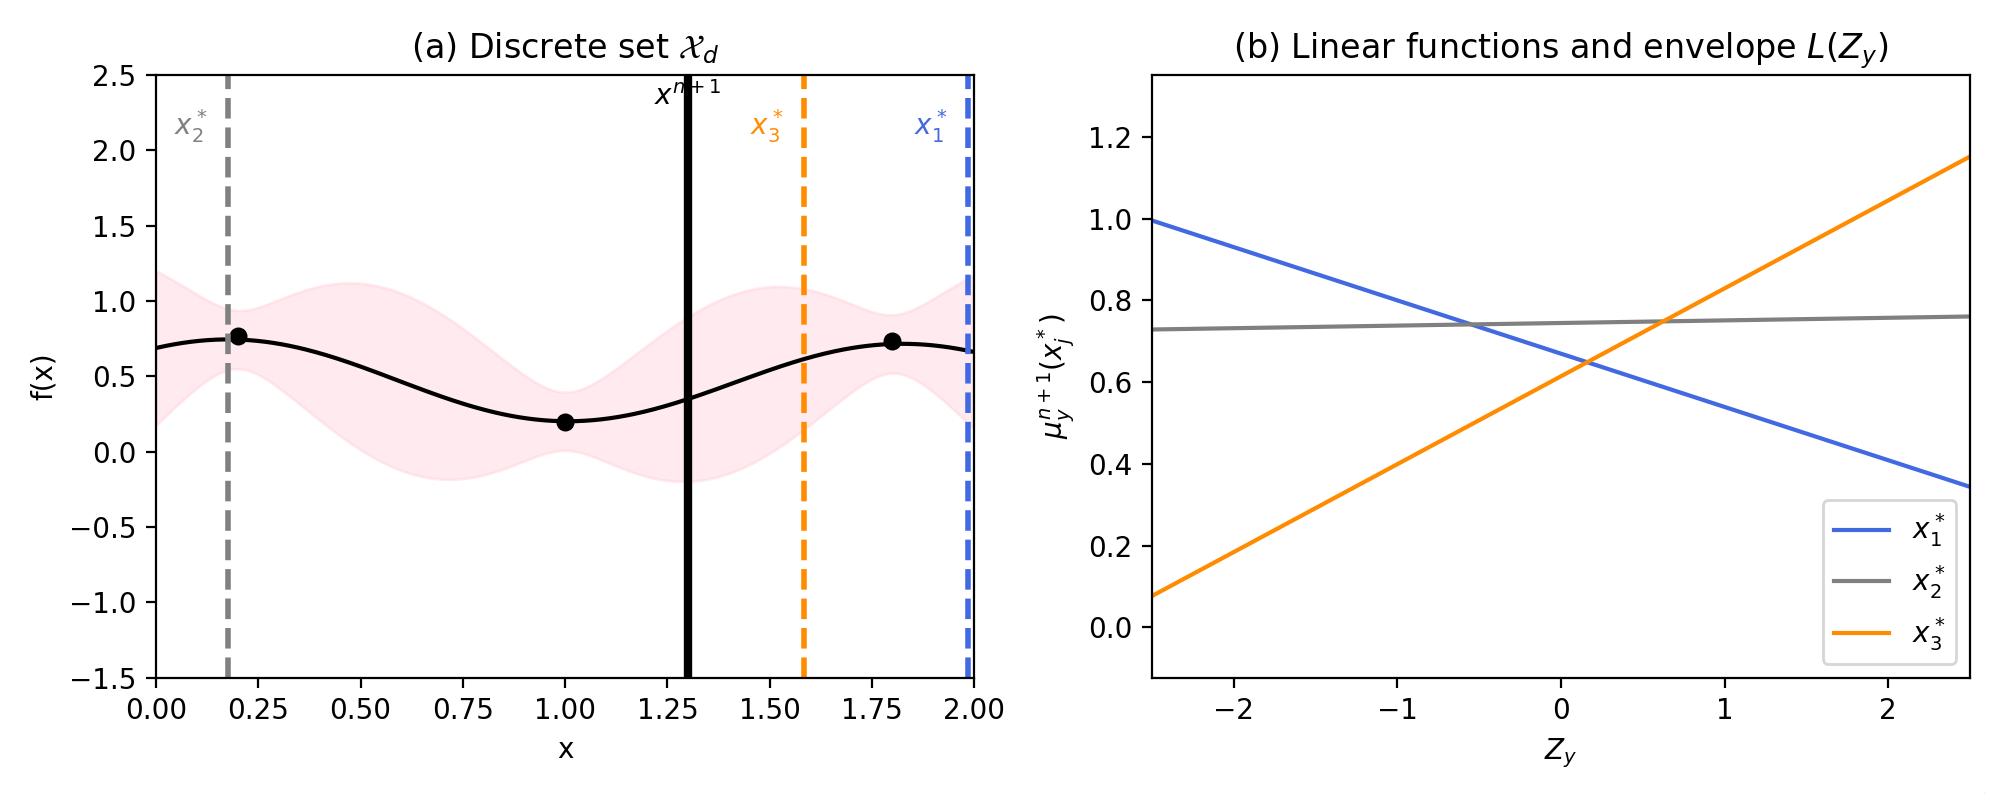 (a) Discrete set 𝒳_d
2.5
2.0
1.5
1.0
0.5
0.0
−0.5
−1.0
−1.5
f(x)
x^{n+1}
x_2^*
x_3^*
x_1^*
0.00 0.25 0.50 0.75 1.00 1.25 1.50 1.75 2.00
x
(b) Linear functions and envelope L(Z_y)
1.2
1.0
0.8
0.6
0.4
0.2
0.0
μ_y^{n+1}(x_j^*)
x_1^*
x_2^*
x_3^*
−2 −1 0 1 2
Z_y